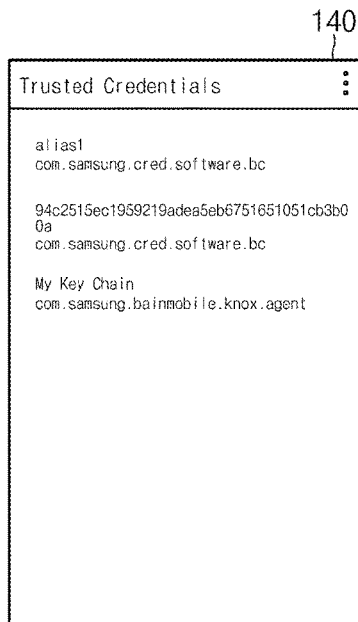 140
Trusted Credentials
alias1
com.samsung.cred.software.bc
94c2515ec1959219adea5eb6751651051cb3b0
0a
com.samsung.cred.software.bc
My Key Chain
com.samsung.bainmobile.knox.agent